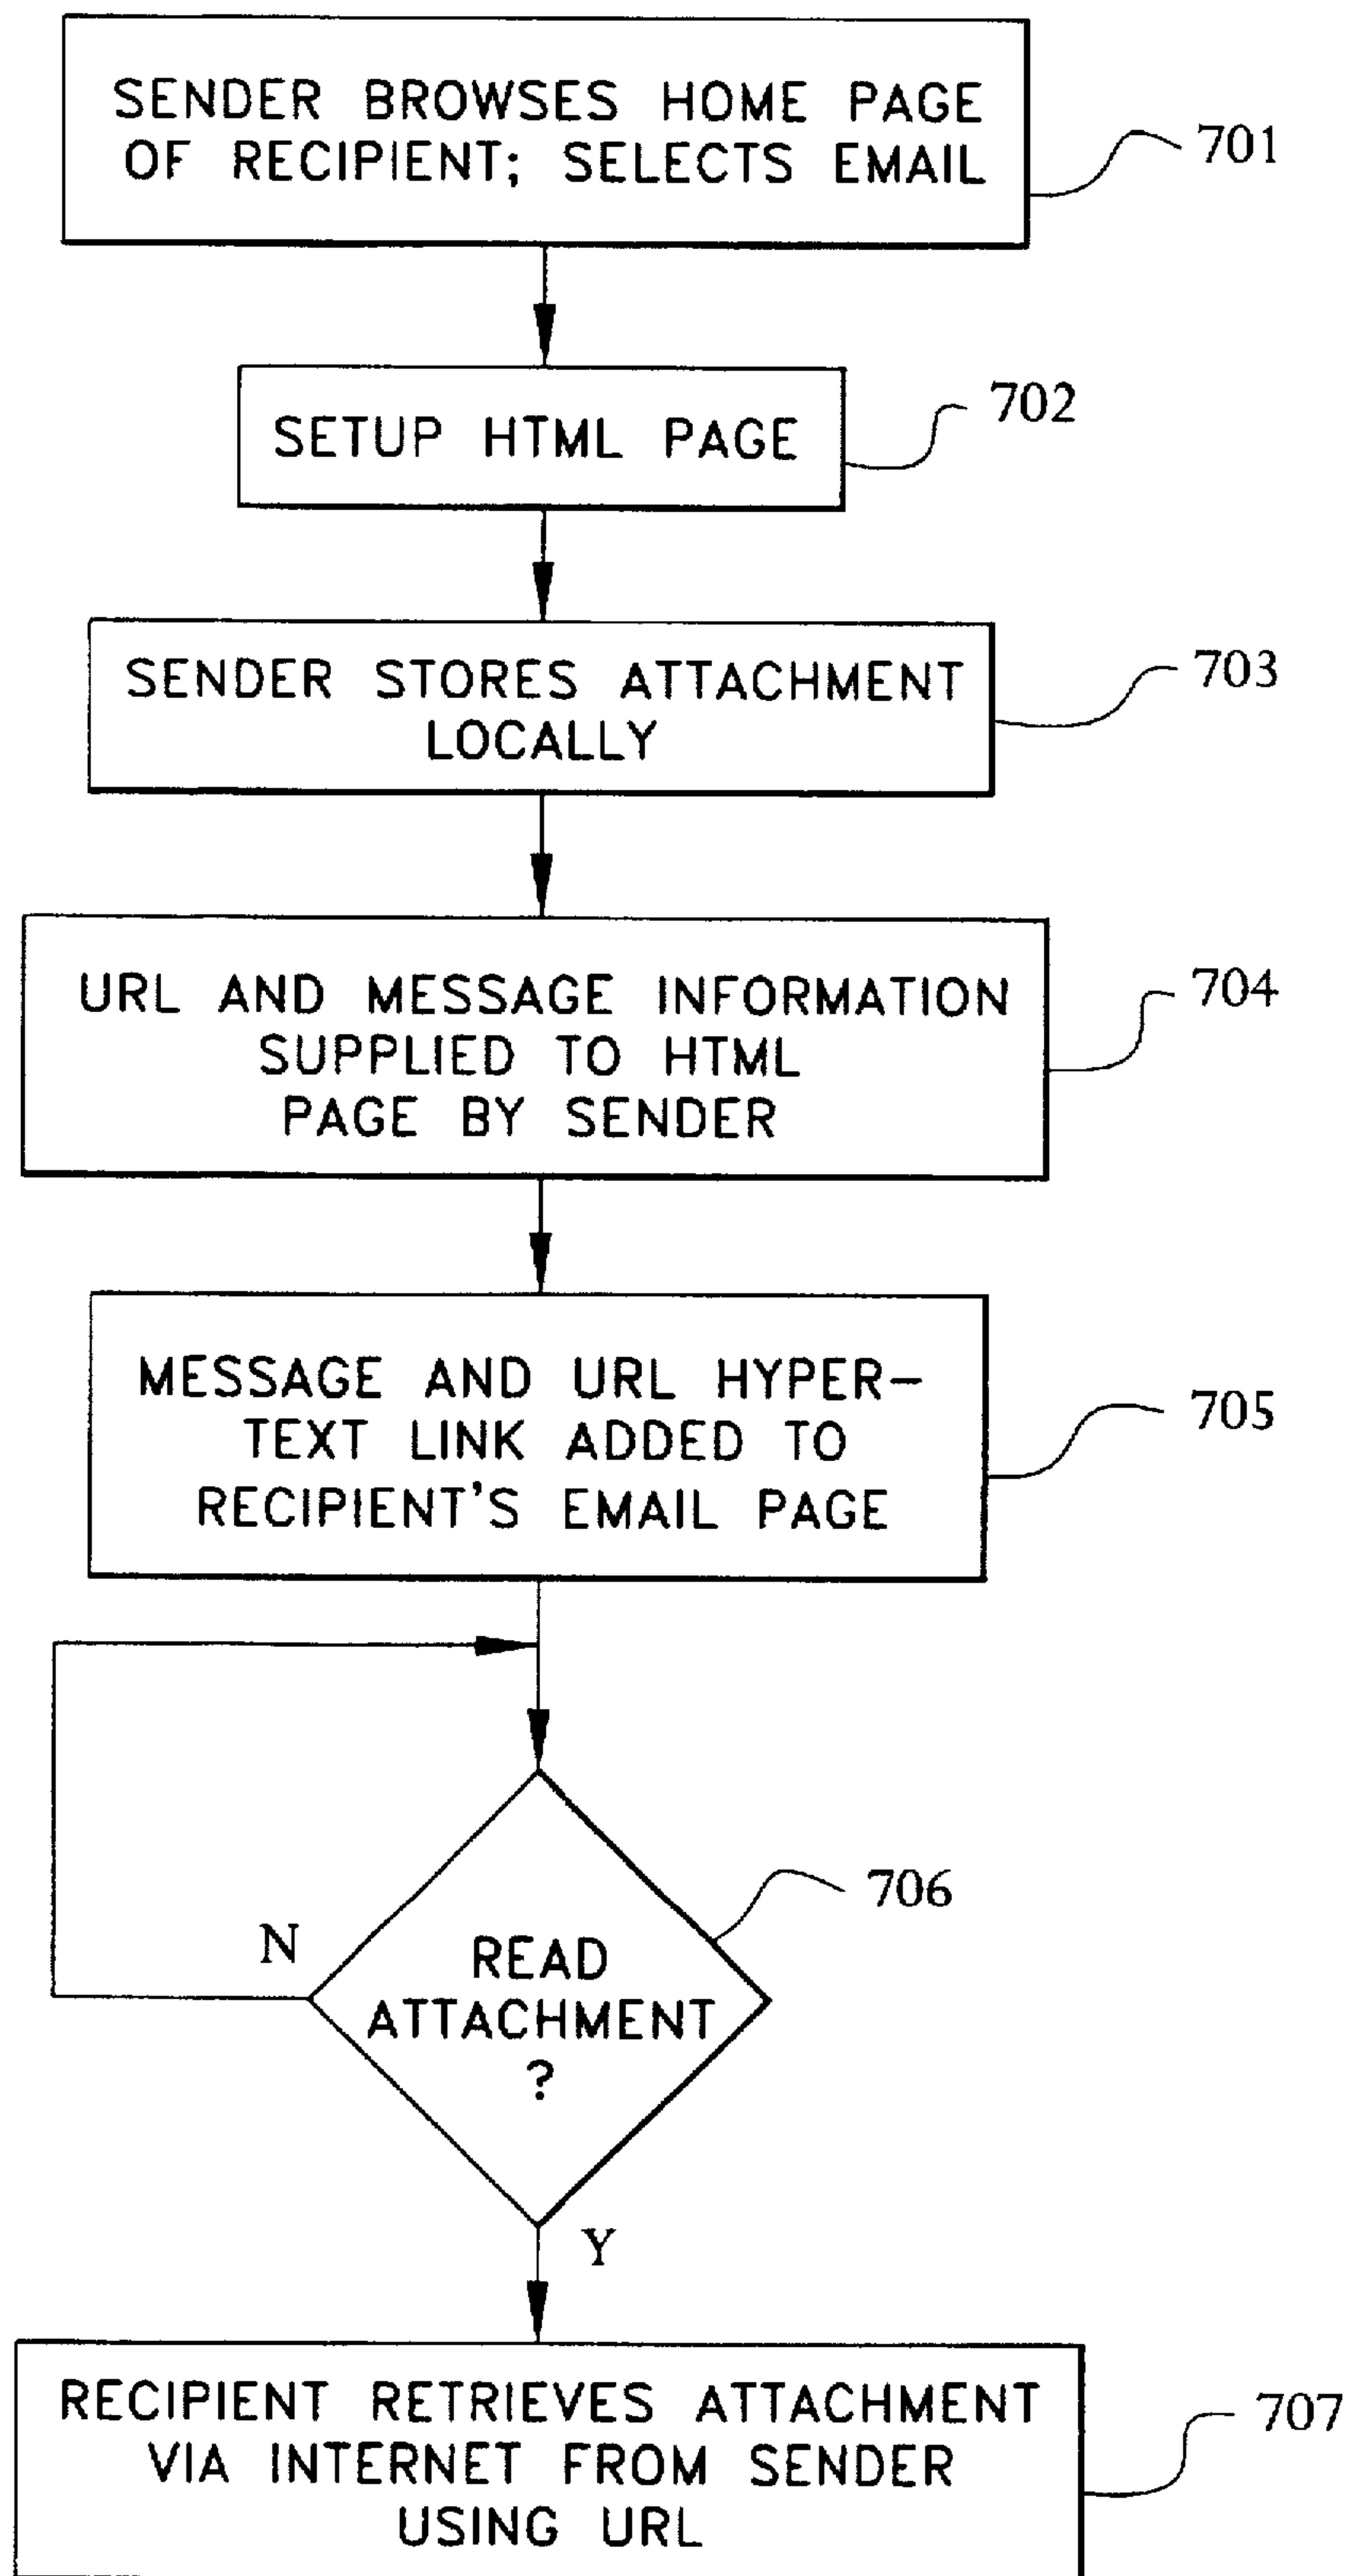 SENDER BROWSES HOME PAGE
OF RECIPIENT; SELECTS EMAIL
701
SETUP HTML PAGE
702
SENDER STORES ATTACHMENT
LOCALLY
703
URL AND MESSAGE INFORMATION
SUPPLIED TO HTML
PAGE BY SENDER
704
MESSAGE AND URL HYPER-
TEXT LINK ADDED TO
RECIPIENT'S EMAIL PAGE
705
N
READ
ATTACHMENT
?
706
Y
RECIPIENT RETRIEVES ATTACHMENT
VIA INTERNET FROM SENDER
USING URL
707